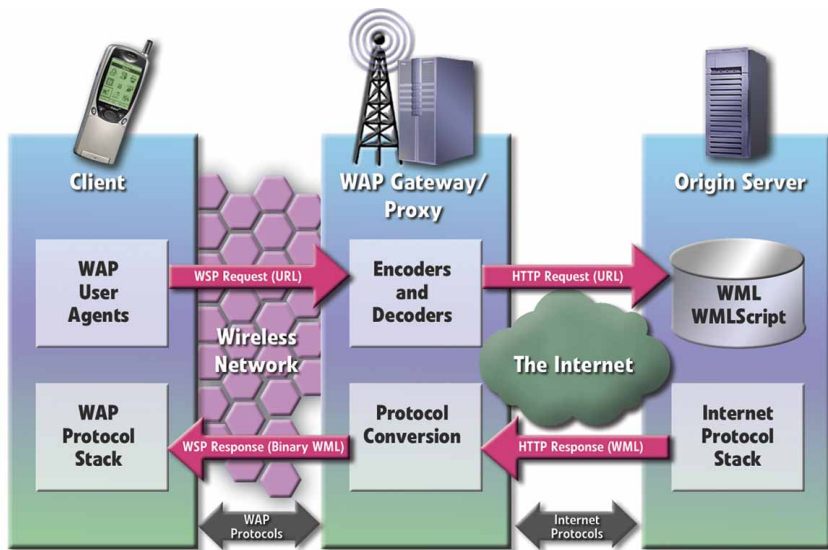 Client
WAP Gateway/
Proxy
Origin Server
WAP
User
Agents
WSP Request (URL)
Encoders
and
Decoders
HTTP Request (URL)
WML
WMLScript
Wireless
Network
The Internet
WAP
Protocol
Stack
WSP Response (Binary WML)
Protocol
Conversion
HTTP Response (WML)
Internet
Protocol
Stack
WAP
Protocols
Internet
Protocols